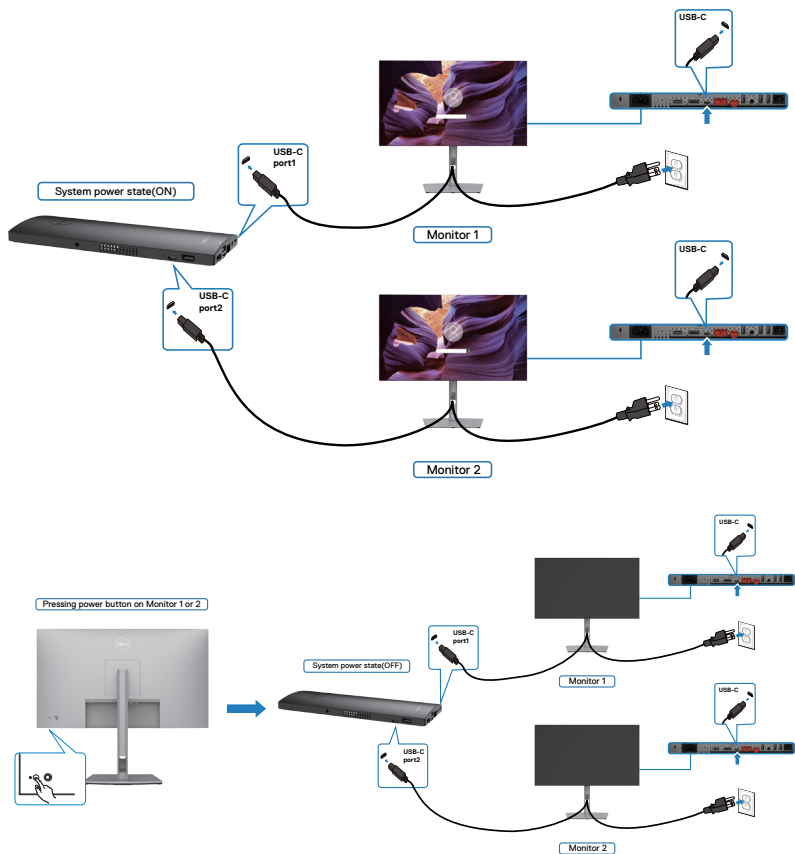 USB-C
USB-C
port1
System power state(ON)
Monitor 1
USB-C
USB-C
port2
Monitor 2
USB-C
Pressing power button on Monitor 1 or 2
USB-C
port1
System power state(OFF)
Monitor 1
USB-C
USB-C
port2
Monitor 2